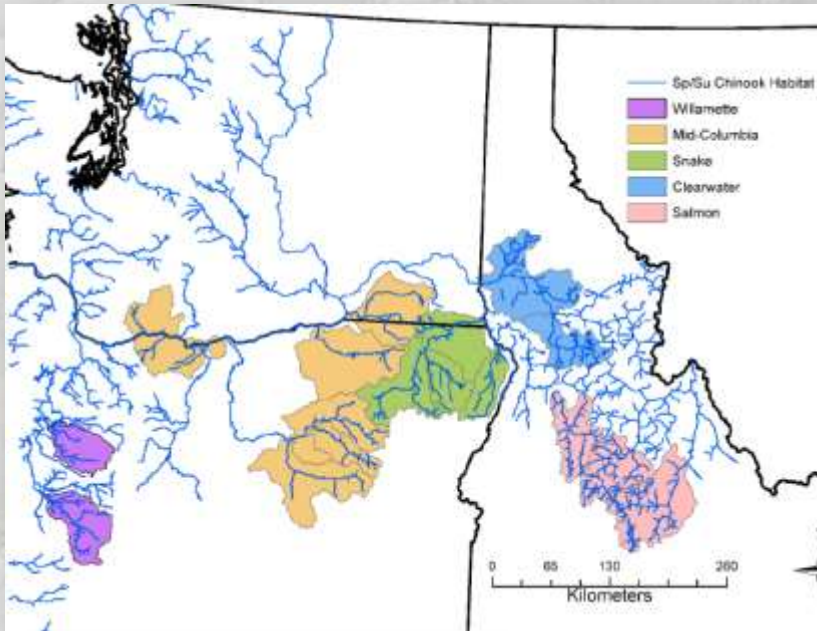 Sp/Su Chinook Habitat
Willamette
Mid-Columbia
Snake
Clearwater
Salmon
0 65 130 260
Kilometers